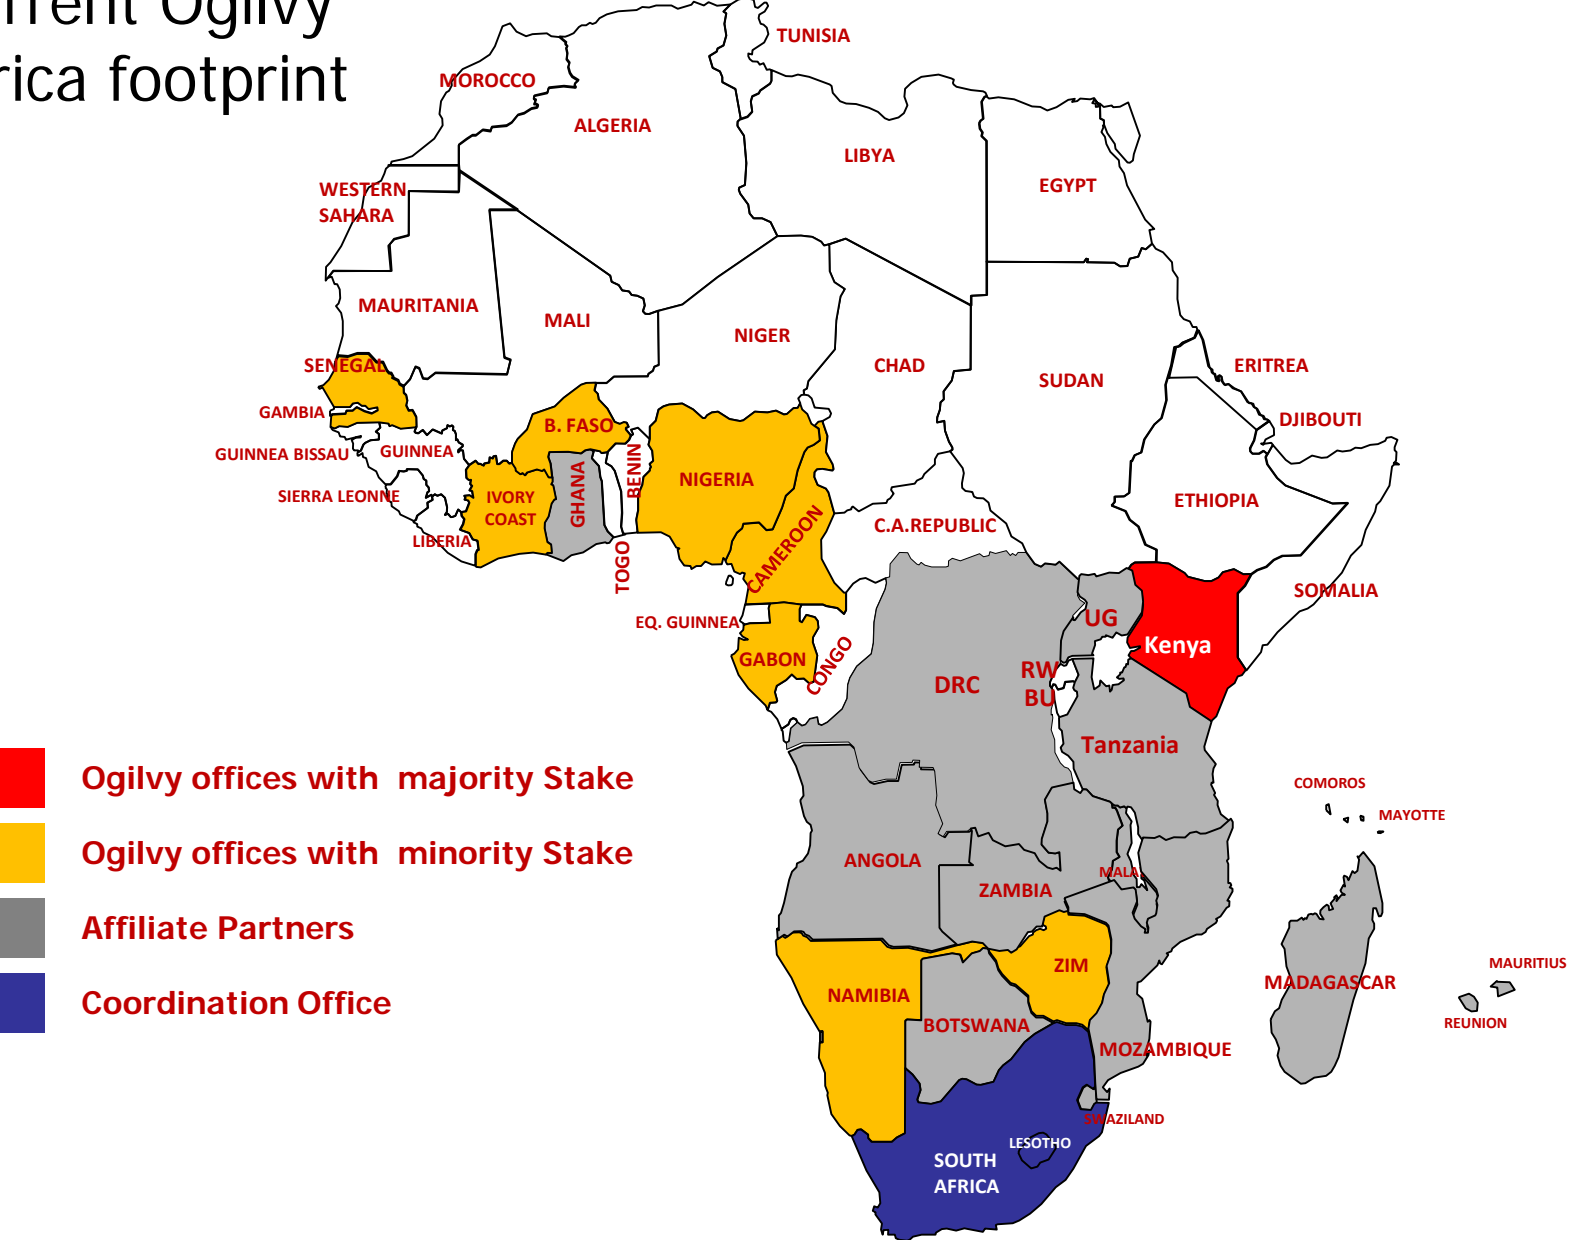 rrent Ogilvy
rica footprint
TUNISIA
MOROCCO
ALGERIA
LIBYA
EGYPT
WESTERN
SAHARA
MAURITANIA
MALI
NIGER
CHAD
SUDAN
ERITREA
SENEGAL
GAMBIA
DJIBOUTI
B. FASO
GUINNEA BISSAU
GUINNEA
BENIN
NIGERIA
GHANA
SIERRA LEONNE
IVORY
COAST
ETHIOPIA
C.A.REPUBLIC
LIBERIA
TOGO
CAMEROON
SOMALIA
EQ. GUINNEA
UG
Kenya
GABON
CONGO
RW
BU
DRC
Tanzania
Ogilvy offices with  majority Stake
COMOROS
MAYOTTE
Ogilvy offices with  minority Stake
ANGOLA
MALA.
ZAMBIA
Affiliate Partners
ZIM
MAURITIUS
MADAGASCAR
NAMIBIA
Coordination Office
BOTSWANA
REUNION
MOZAMBIQUE
SWAZILAND
LESOTHO
SOUTH
AFRICA